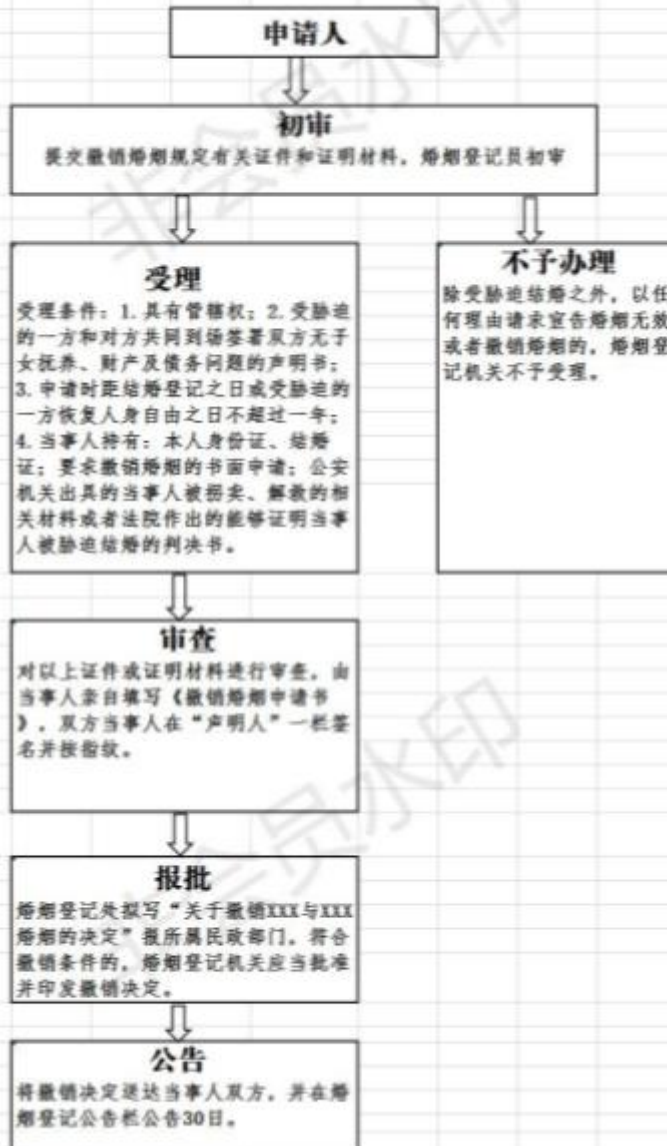 申请人
初审
提交撤销婚姻规定有关证件和证明材料，婚姻登记员初审
受理
受理条件：1.具有管辖权；2.受胁迫
的一方和对方共同到场签署双方无子
女抚养、财产及债务问题的声明书；
3.申请时距结婚登记之日或受胁迫的
一方恢复人身自由之日不超过一年；
4.当事人持有：本人身份证、结婚
证；要求撤销婚姻的书面申请；公安
机关出具的当事人被拐卖、解救的相
关材料或者法院作出的能够证明当事
人被胁迫结婚的判决书。
不予办理
除受胁迫结婚之外，以任
何理由请求宣告婚姻无效
或者撤销婚姻的，婚姻登
记机关不予受理。
审查
对以上证件或证明材料进行审查，由
当事人亲自填写《撤销婚姻申请书
》，双方当事人在“声明人”一栏签
名并按指纹。
报批
婚姻登记处拟写“关于撤销XXX与XXX
婚姻的决定”报所属民政部门，符合
撤销条件的，婚姻登记机关应当批准
并印发撤销决定。
公告
将撤销决定送达当事人双方，并在婚
姻登记公告栏公告30日。
非会员水印
非会员水印